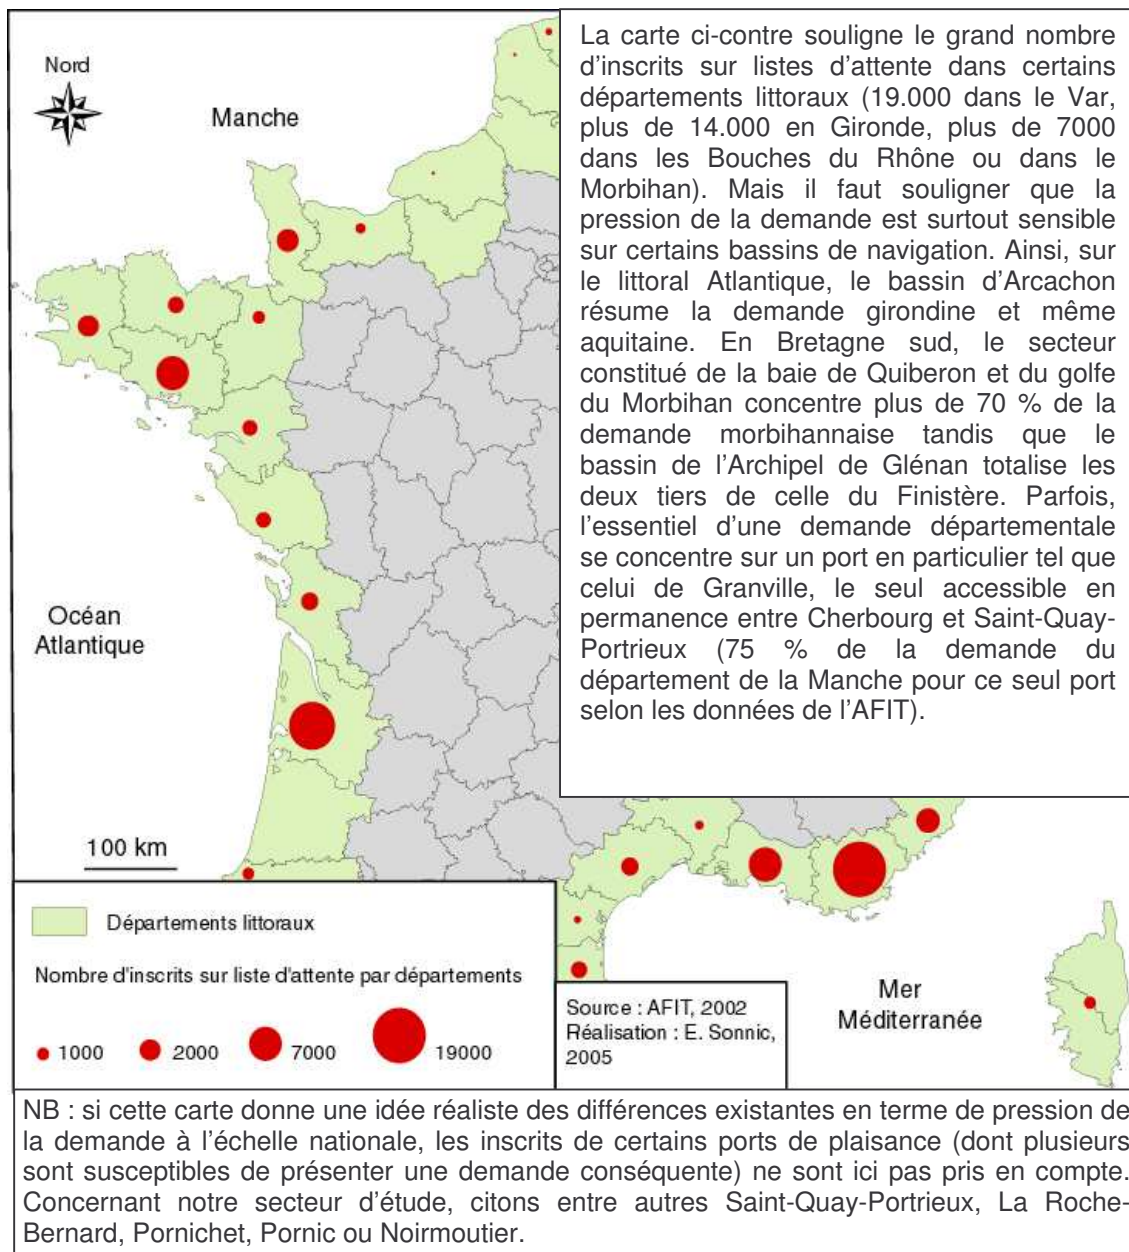 Nord
Manche
La carte ci-contre souligne le grand nombre
d'inscrits sur listes d'attente dans certains
départements littoraux (19.000 dans le Var,
plus de 14.000 en Gironde, plus de 7000
dans les Bouches du Rhône ou dans le
Morbihan). Mais il faut souligner que la
pression de la demande est surtout sensible
sur certains bassins de navigation. Ainsi, sur
le littoral Atlantique, le bassin d'Arcachon
résume la demande girondine et même
aquitaine. En Bretagne sud, le secteur
constitué de la baie de Quiberon et du golfe
du Morbihan concentre plus de 70 % de la
demande morbihannaise tandis que le
bassin de l'Archipel de Glénan totalise les
deux tiers de celle du Finistère. Parfois,
l'essentiel d'une demande départementale
se concentre sur un port en particulier tel que
celui de Granville, le seul accessible en
permanence entre Cherbourg et Saint-Quay-
Portrieux (75 % de la demande du
département de la Manche pour ce seul port
selon les données de l'AFIT).
Océan
Atlantique
100 km
Départements littoraux
Nombre d'inscrits sur liste d'attente par départements
1000 2000 7000 19000
Source : AFIT, 2002
Réalisation : E. Sonnic,
2005
Mer
Méditerranée
NB : si cette carte donne une idée réaliste des différences existantes en terme de pression de
la demande à l'échelle nationale, les inscrits de certains ports de plaisance (dont plusieurs
sont susceptibles de présenter une demande conséquente) ne sont ici pas pris en compte.
Concernant notre secteur d'étude, citons entre autres Saint-Quay-Portrieux, La Roche-
Bernard, Pornichet, Pornic ou Noirmoutier.